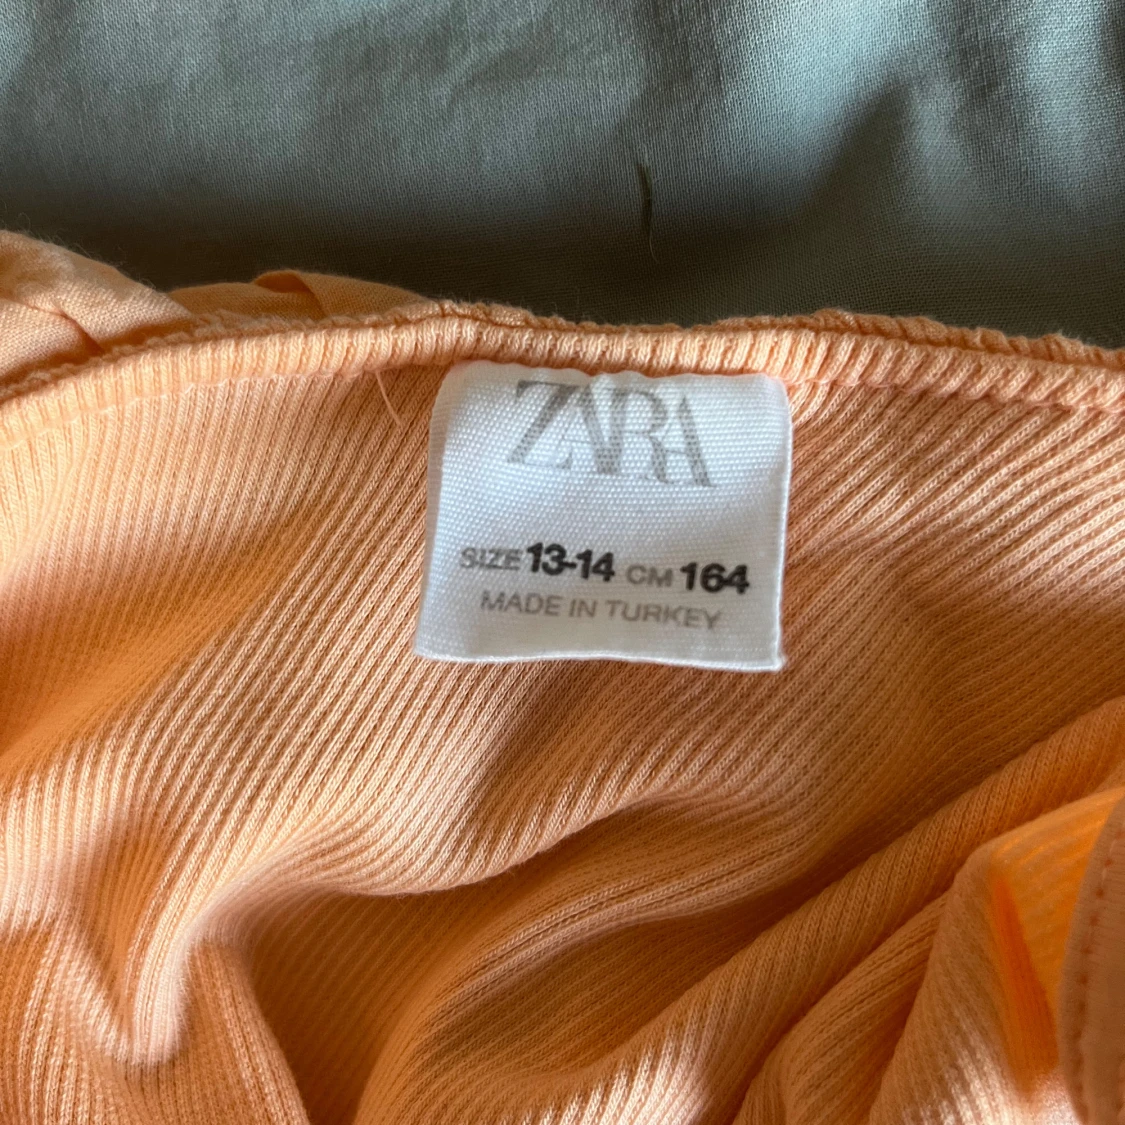 ZARA
SIZE 13-14 CM 164
MADE IN TURKEY